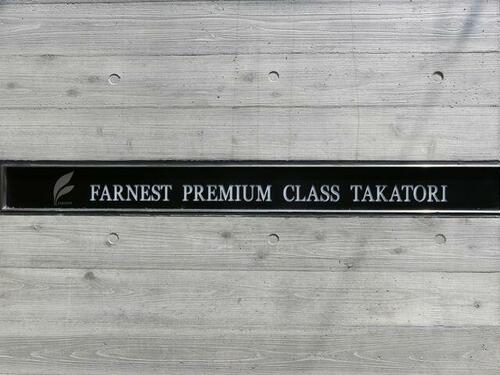 FARNEST PREMIUM CLASS TAKATORI